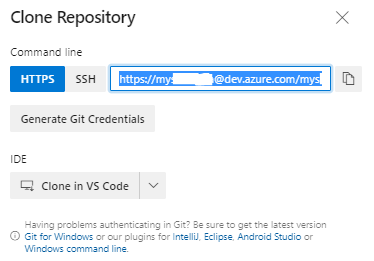 Clone Repository
Command line
HTTPS SSH https://mys @dev.azure.com/mys
Generate Git Credentials
IDE
Clone in VS Code
Having problems authenticating in Git? Be sure to get the latest version
Git for Windows or our plugins for IntelliJ, Eclipse, Android Studio or
Windows command line.